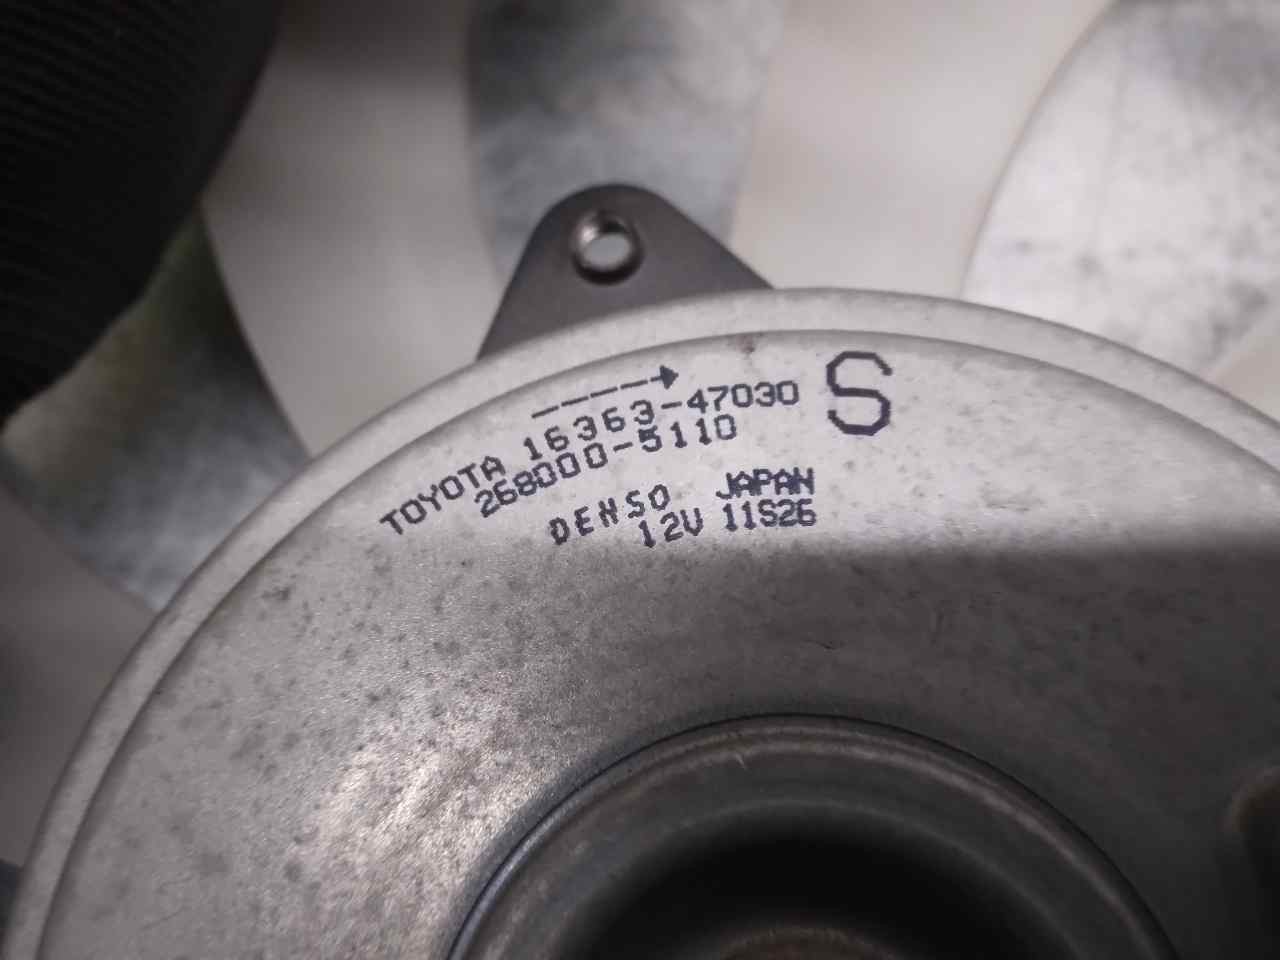 TOYOTA 16363-47030 S
268000-5110
DENSO JAPAN
12V 11S26